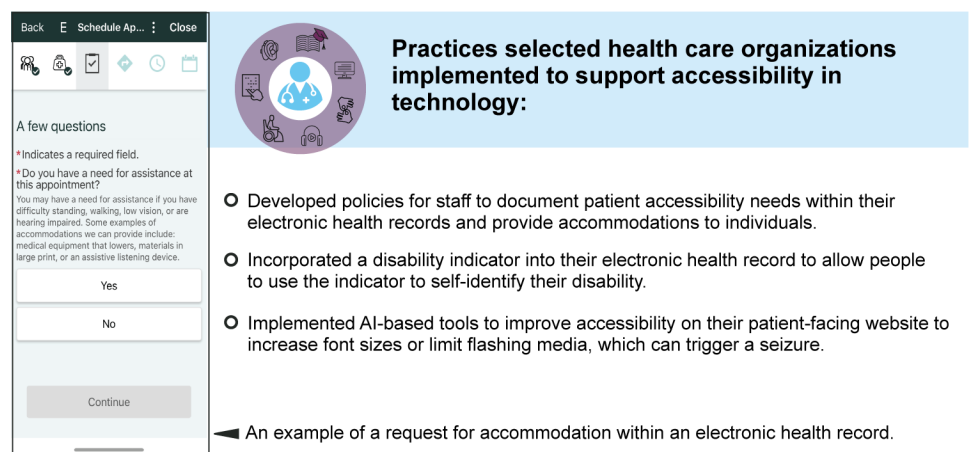 Back E Schedule Ap... Close
A few questions
*Indicates a required field.
*Do you have a need for assistance at
this appointment?
You may have a need for assistance if you have
difficulty standing, walking, low vision, or are
hearing impaired. Some examples of
accommodations we can provide include:
medical equipment that lowers, materials in
large print, or an assistive listening device.
Yes
No
Continue
Practices selected health care organizations
implemented to support accessibility in
technology:
Developed policies for staff to document patient accessibility needs within their
electronic health records and provide accommodations to individuals.
Incorporated a disability indicator into their electronic health record to allow people
to use the indicator to self-identify their disability.
Implemented AI-based tools to improve accessibility on their patient-facing website to
increase font sizes or limit flashing media, which can trigger a seizure.
An example of a request for accommodation within an electronic health record.